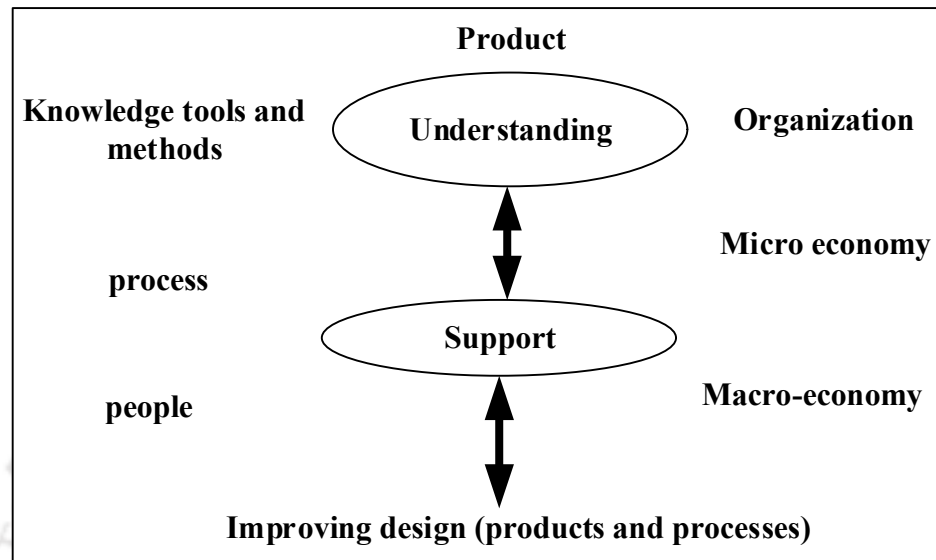 Product
Knowledge tools and
methods
Understanding
Organization
Micro economy
process
Support
people
Macro-economy
Improving design (products and processes)